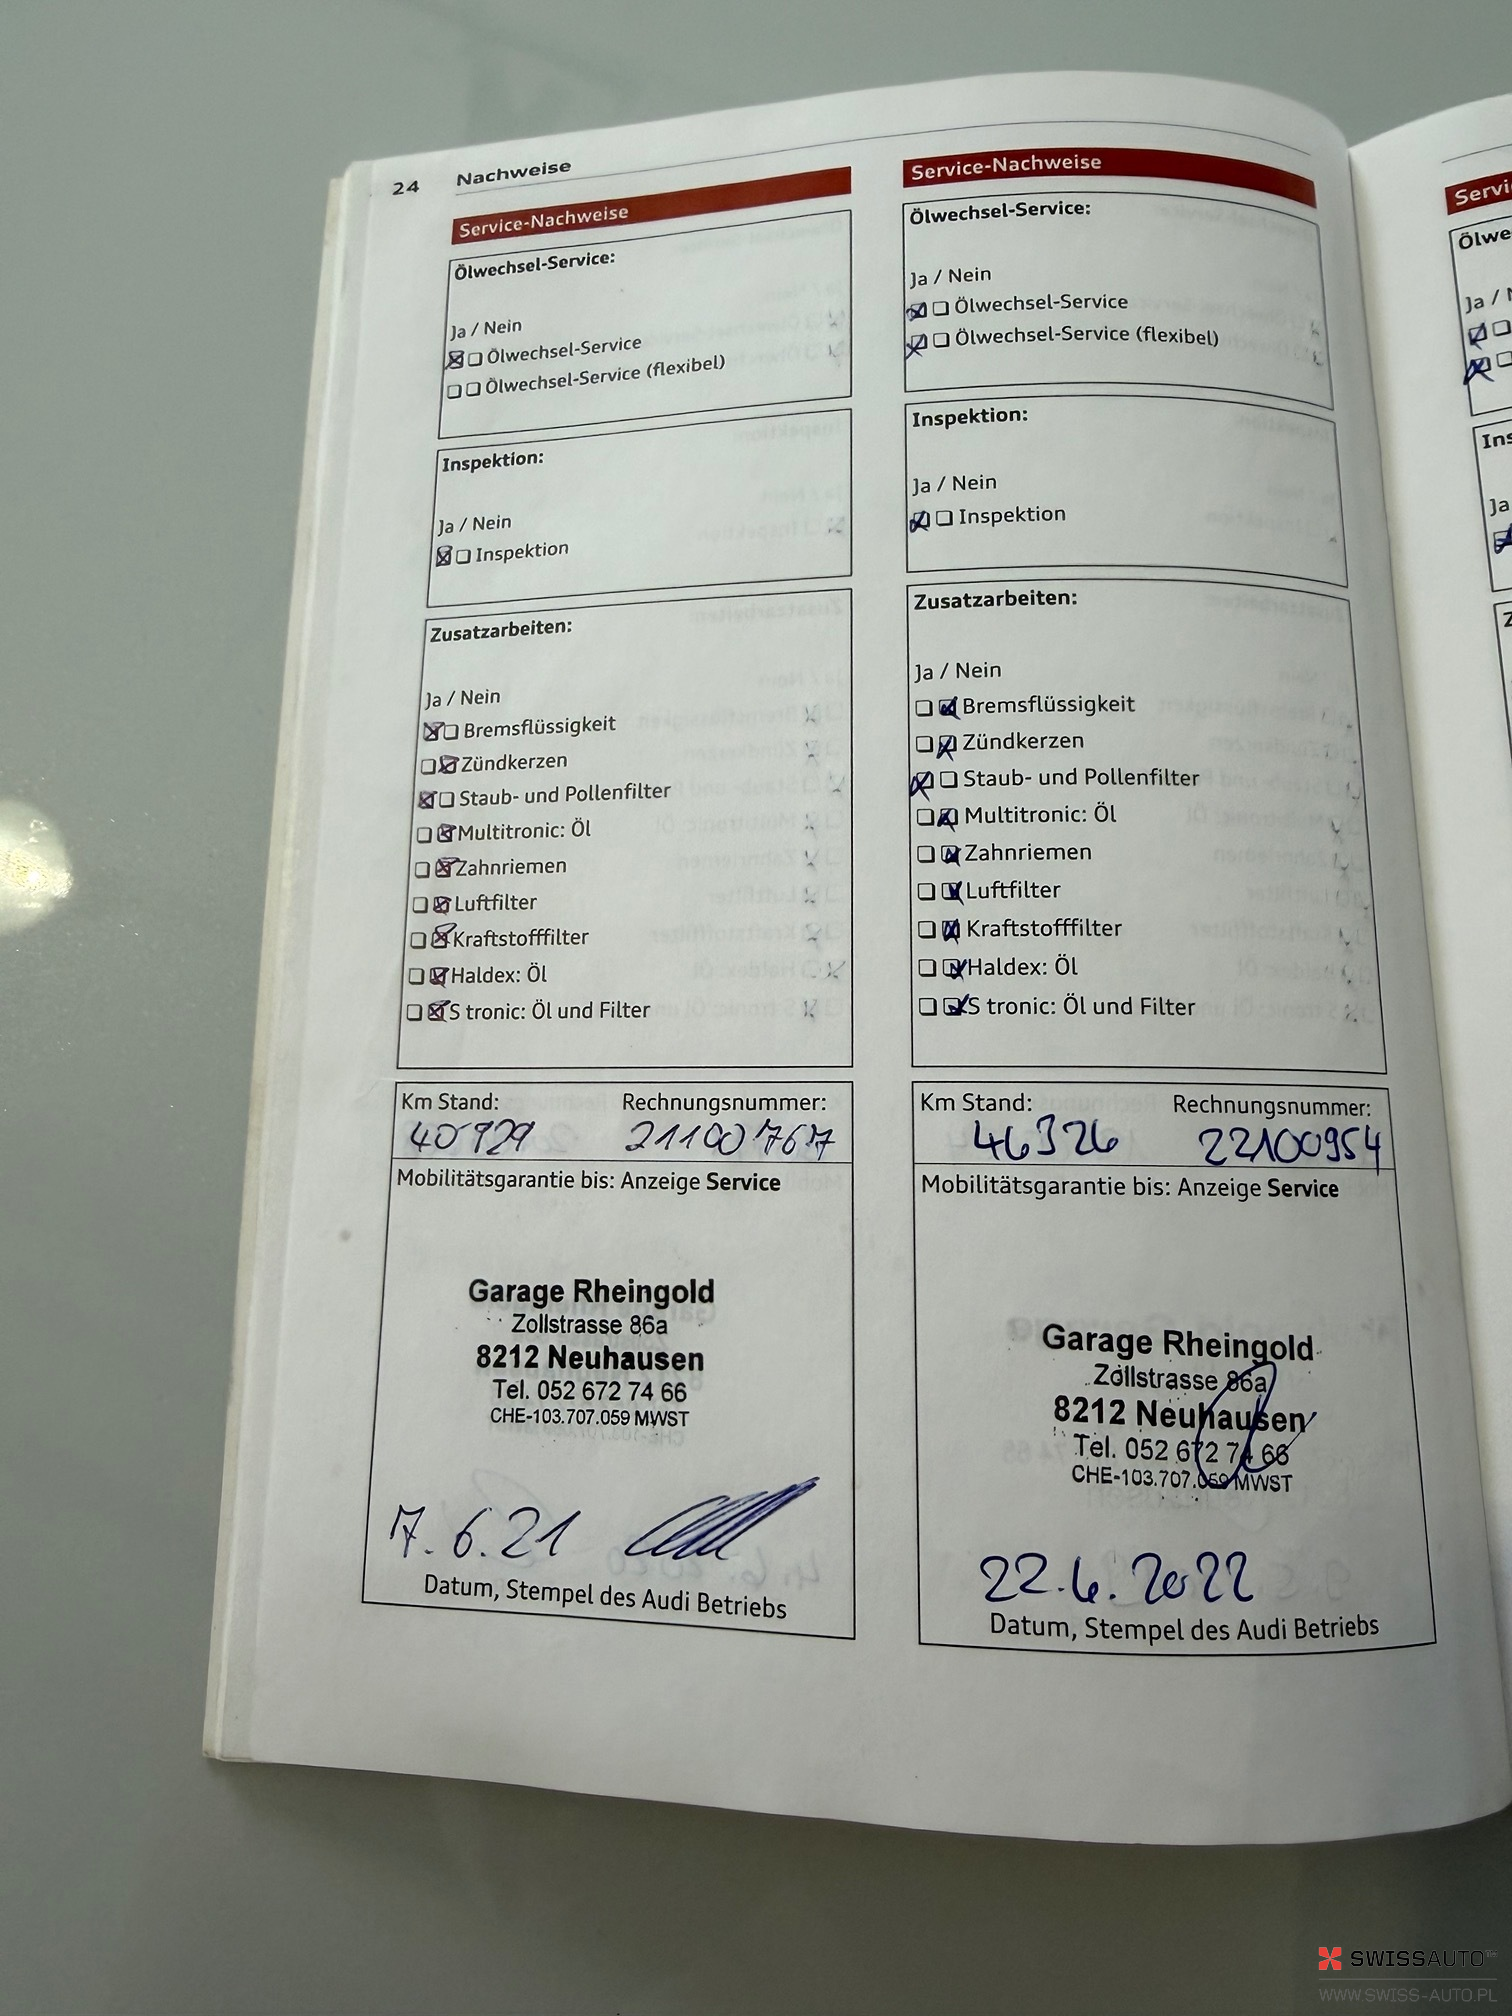 24 Nachweise
Service-Nachweise
Ölwechsel-Service:
Ja / Nein
Ölwechsel-Service
Ölwechsel-Service (flexibel)
Inspektion:
Ja / Nein
Inspektion
Zusatzarbeiten:
Ja / Nein
Bremsflüssigkeit
Zündkerzen
Staub- und Pollenfilter
Multitronic: Öl
Zahnriemen
Luftfilter
Kraftstofffilter
Haldex: Öl
S tronic: Öl und Filter
Km Stand: Rechnungsnummer:
40929 21100767
Mobilitätsgarantie bis: Anzeige Service
Garage Rheingold
Zollstrasse 86a
8212 Neuhausen
Tel. 052 672 74 66
CHE-103.707.059 MWST
7.6.21
Datum, Stempel des Audi Betriebs
Service-Nachweise
Ölwechsel-Service:
Ja / Nein
Ölwechsel-Service
Ölwechsel-Service (flexibel)
Inspektion:
Ja / Nein
Inspektion
Zusatzarbeiten:
Ja / Nein
Bremsflüssigkeit
Zündkerzen
Staub- und Pollenfilter
Multitronic: Öl
Zahnriemen
Luftfilter
Kraftstofffilter
Haldex: Öl
S tronic: Öl und Filter
Km Stand: Rechnungsnummer:
46326 22100954
Mobilitätsgarantie bis: Anzeige Service
Garage Rheingold
Zollstrasse 86a
8212 Neuhausen
Tel. 052 672 74 66
CHE-103.707.059 MWST
22.6.2022
Datum, Stempel des Audi Betriebs
Servi
Ölwe
Ja /
Ins
Ja
SWISSAUTO
WWW.SWISS-AUTO.PL